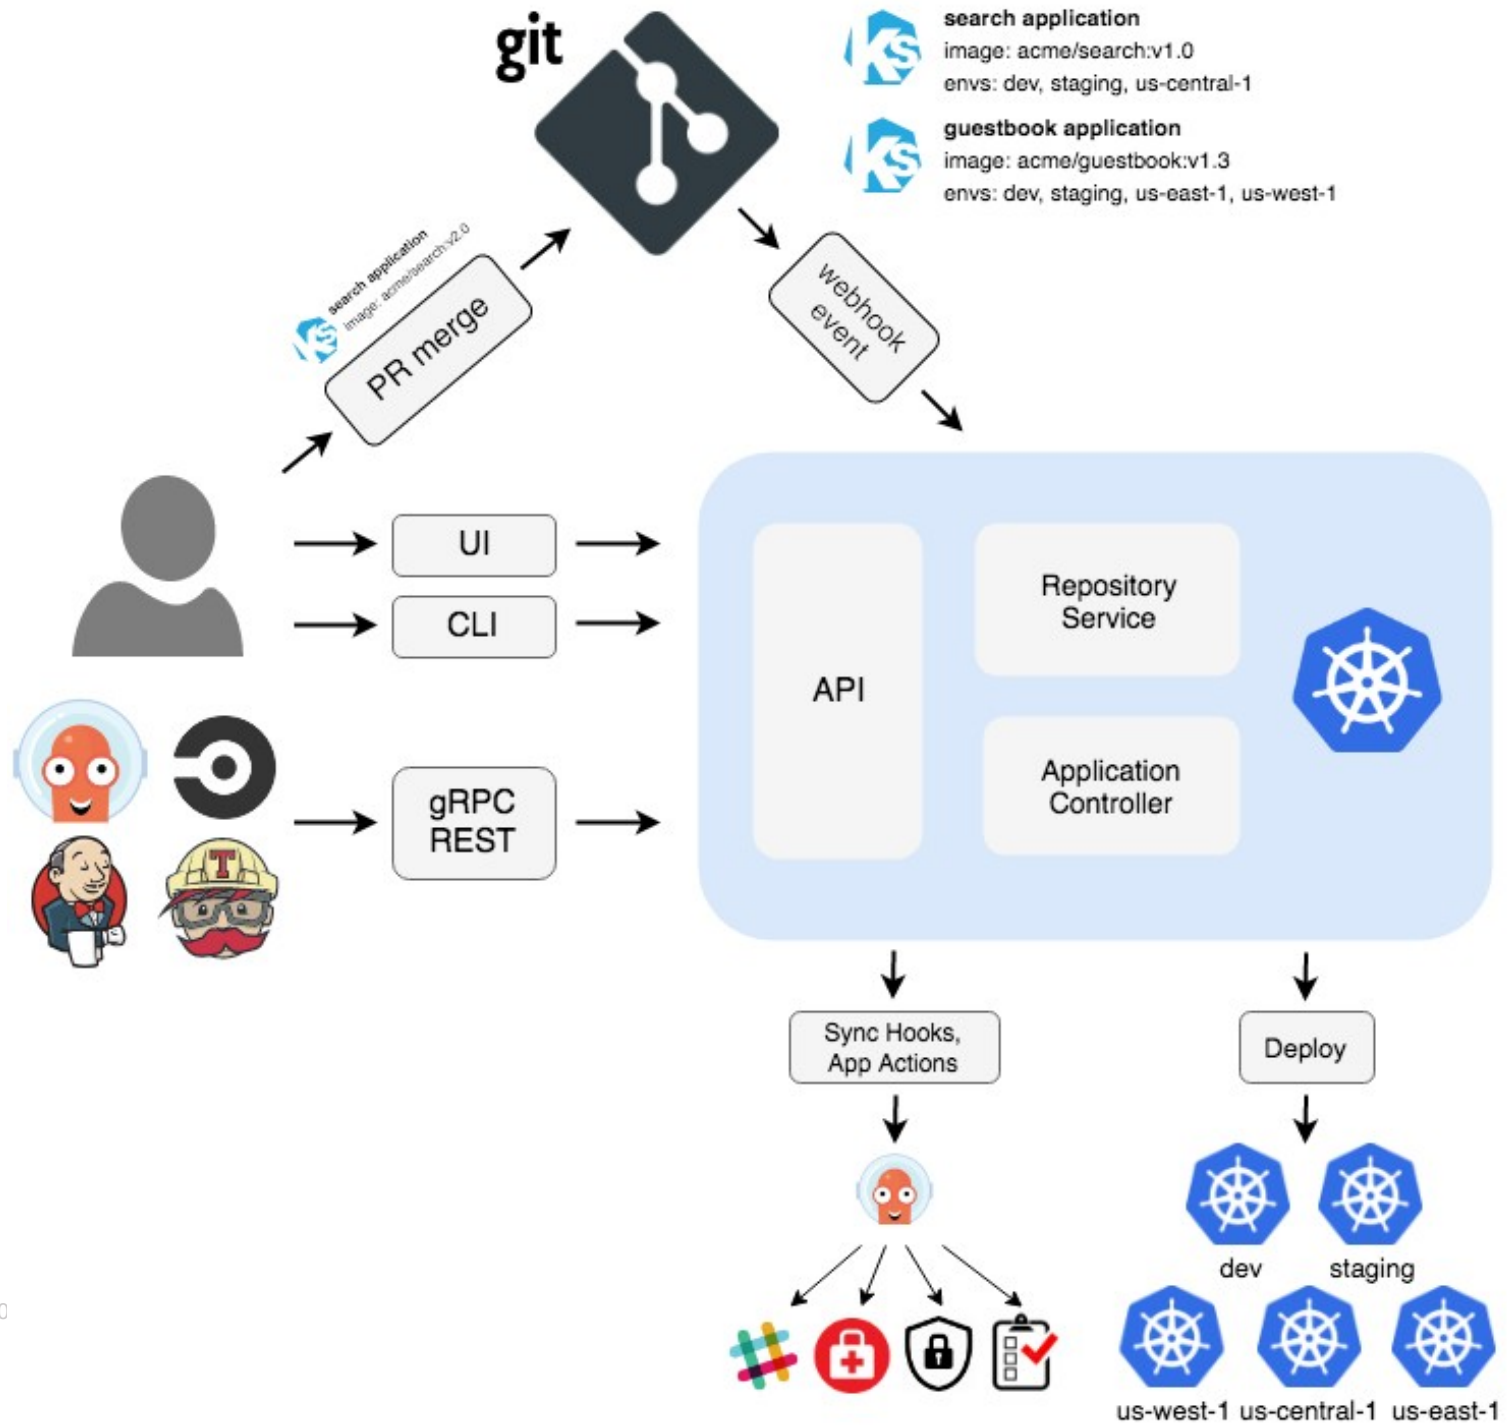 git
search application
image: acme/search:v1.0
envs: dev, staging, us-central-1
guestbook application
image: acme/guestbook:v1.3
envs: dev, staging, us-east-1, us-west-1
Ks
Ks
search application
image: acme/search:v2.0
Ks
PR merge
webhook
event
UI
CLI
gRPC
REST
T
API
Repository
Service
Application
Controller
Sync Hooks,
App Actions
Deploy
dev
staging
us-west-1
us-central-1
us-east-1